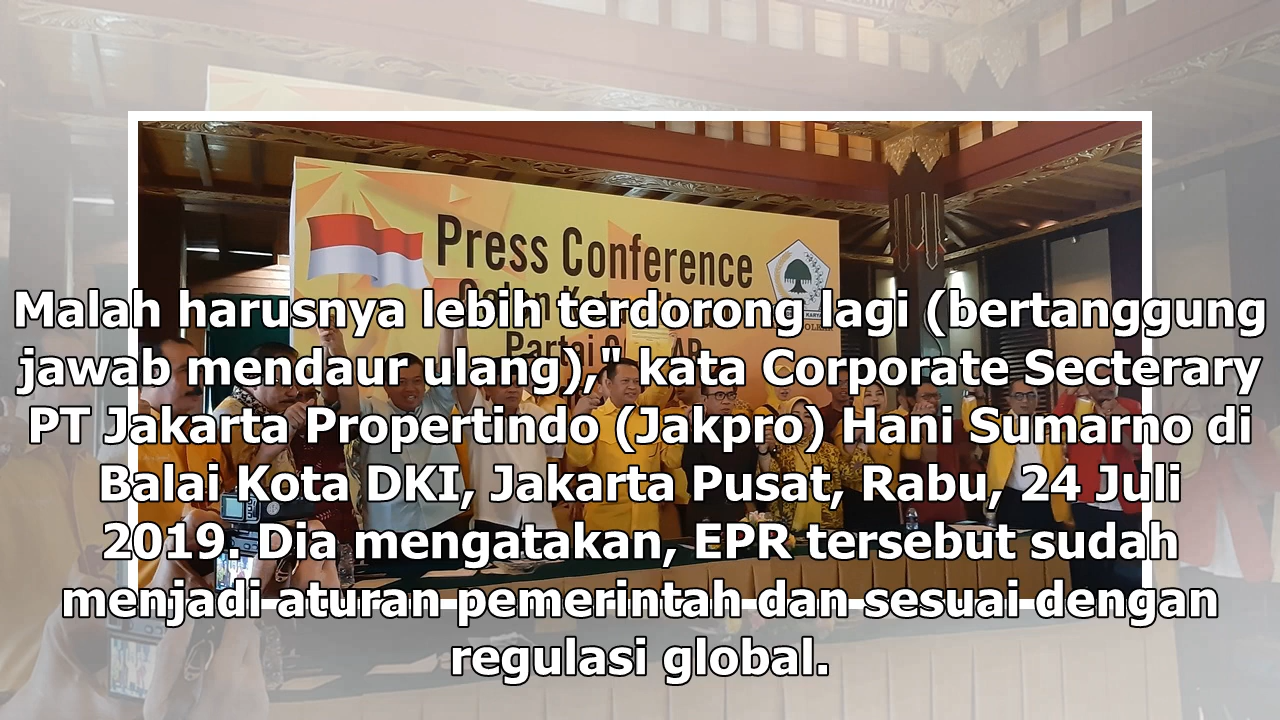 Press Conference
Partai
Malah harusnya lebih terdorong lagi (bertanggung
jawab mendaur ulang)," kata Corporate Secterary
PT Jakarta Propertindo (Jakpro) Hani Sumarno di
Balai Kota DKI, Jakarta Pusat, Rabu, 24 Juli
2019. Dia mengatakan, EPR tersebut sudah
menjadi aturan pemerintah dan sesuai dengan
regulasi global.